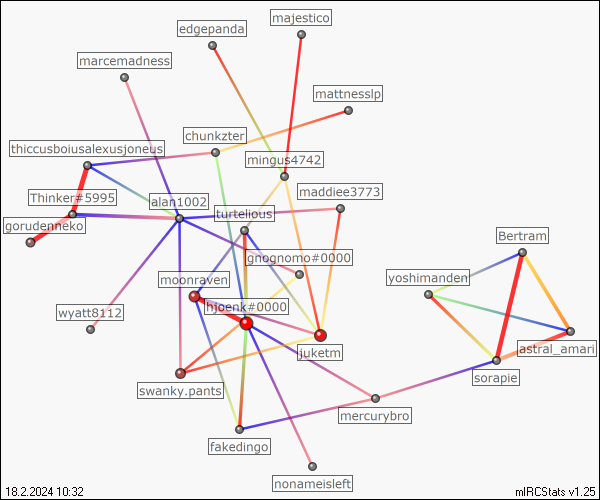 majestico
edgepanda
marcemadness
mattnesslp
chunkzter
thiccusboiusalexusjoneus
mingus4742
maddiee3773
Thinker#5995
alan1002
turtelious
gorudenneko
Bertram
gnognomo#0000
moonraven
yoshimanden
hjoenk#0000
wyatt8112
juketm
astral_amari
sorapie
swanky.pants
mercurybro
fakedingo
nonameisleft
18.2.2024 10:32
mIRCStats v1.25